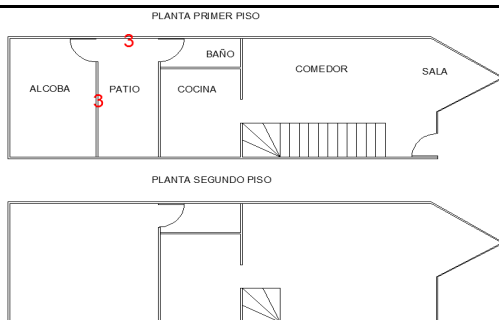 PLANTA PRIMER PISO
3
BAÑO
COMEDOR
SALA
ALCOBA
3
PATIO
COCINA
PLANTA SEGUNDO PISO